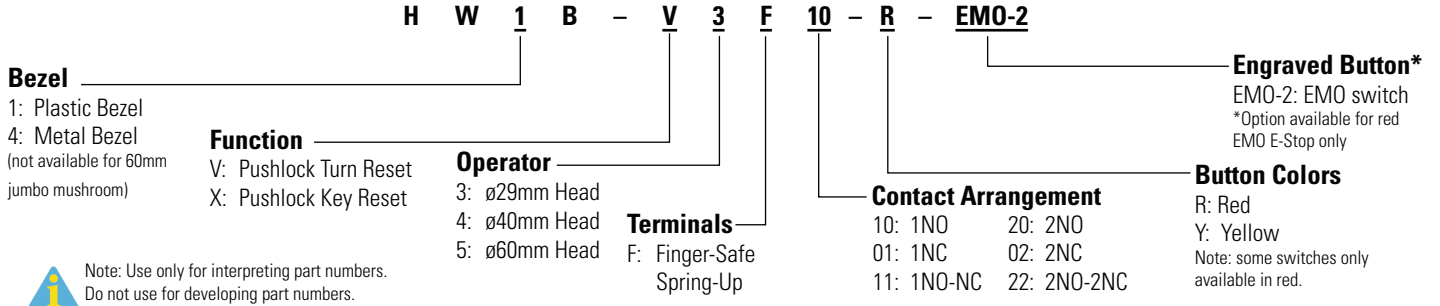 H W 1 B – V 3 F 10 – R – EMO-2
Bezel
1: Plastic Bezel
4: Metal Bezel
(not available for 60mm
jumbo mushroom)
Function
V: Pushlock Turn Reset
X: Pushlock Key Reset
Operator
3: ø29mm Head
4: ø40mm Head
5: ø60mm Head
Terminals
F: Finger-Safe
Spring-Up
Contact Arrangement
10: 1NO 20: 2NO
01: 1NC 02: 2NC
11: 1NO-NC 22: 2NO-2NC
Button Colors
R: Red
Y: Yellow
Note: some switches only
available in red.
Engraved Button*
EMO-2: EMO switch
*Option available for red
EMO E-Stop only
i
Note: Use only for interpreting part numbers.
Do not use for developing part numbers.